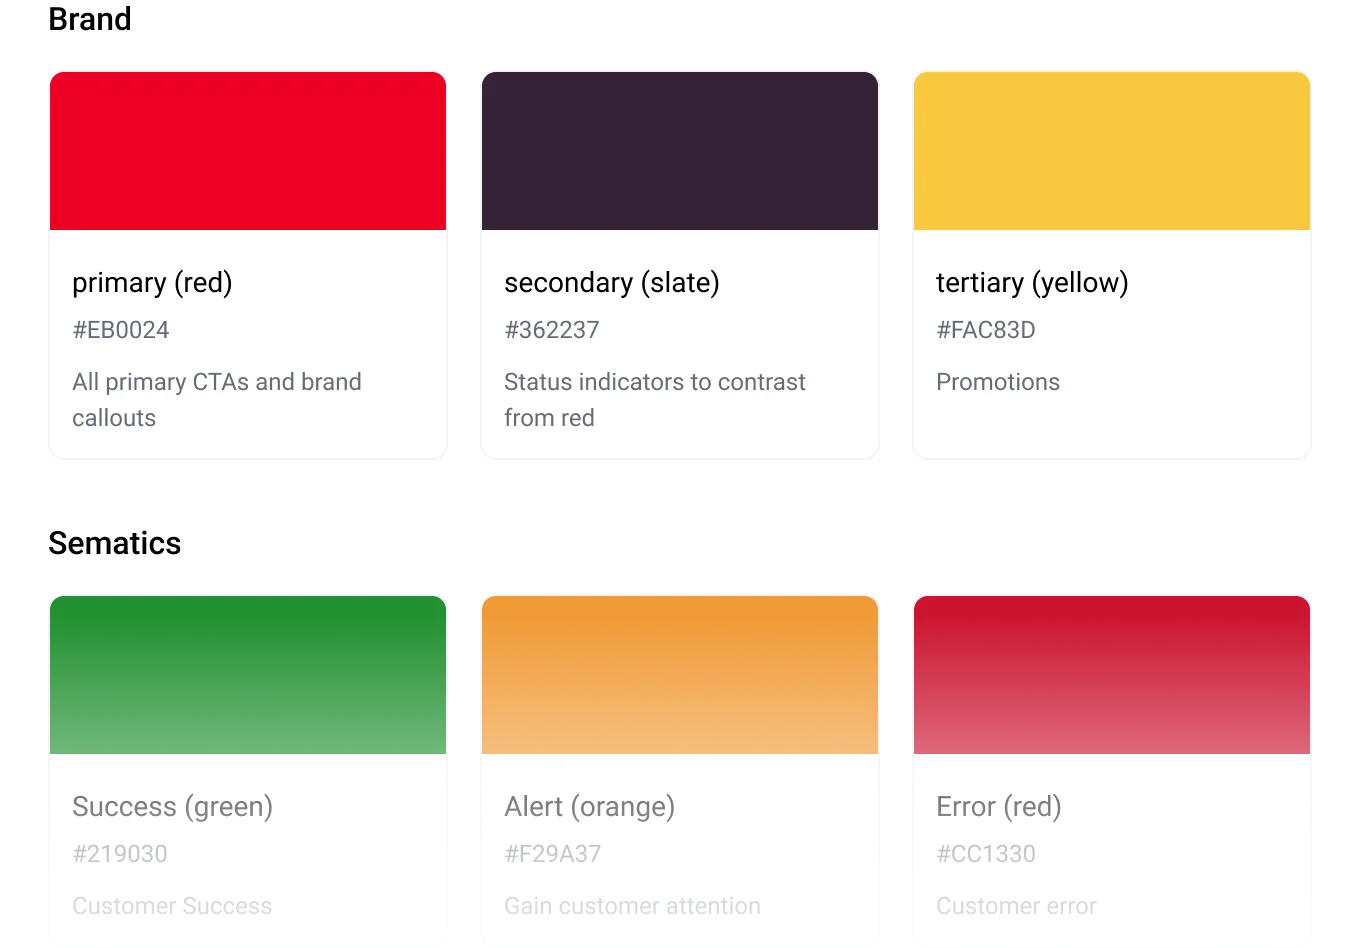 Brand
primary (red)
#EB0024
All primary CTAs and brand
callouts
secondary (slate)
#362237
Status indicators to contrast
from red
tertiary (yellow)
#FAC83D
Promotions
Sematics
Success (green)
#219030
Customer Success
Alert (orange)
#F29A37
Gain customer attention
Error (red)
#CC1330
Customer error